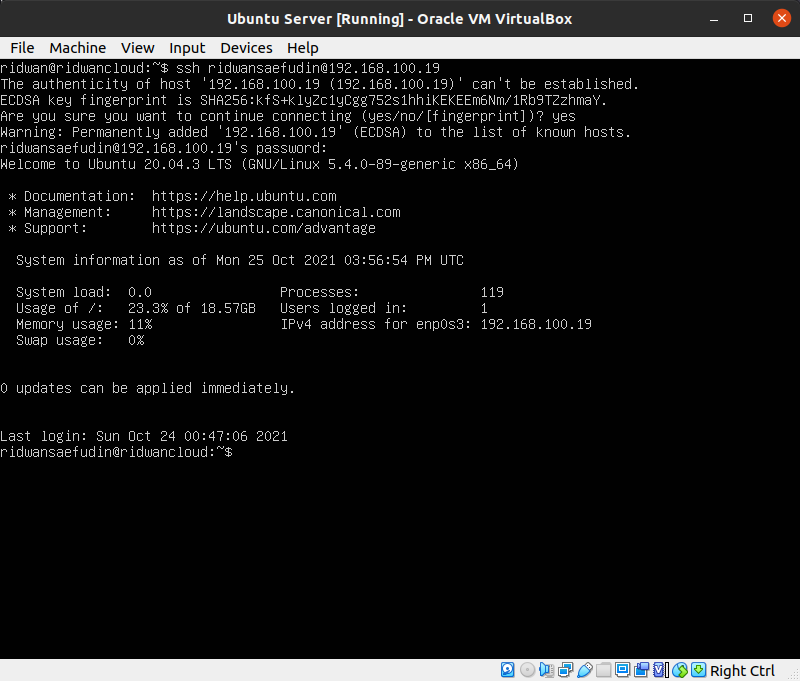 Ubuntu Server [Running] - Oracle VM VirtualBox
File Machine View Input Devices Help
ridwan@ridwancloud:~$ ssh ridwansaefudin@192.168.100.19
The authenticity of host '192.168.100.19 (192.168.100.19)' can't be established.
ECDSA key fingerprint is SHA256:kfS+klyZc1yCgg752s1hhiKEKEEm6Nm/1Rb9TZzhmaY.
Are you sure you want to continue connecting (yes/no/[fingerprint])? yes
Warning: Permanently added '192.168.100.19' (ECDSA) to the list of known hosts.
ridwansaefudin@192.168.100.19's password:
Welcome to Ubuntu 20.04.3 LTS (GNU/Linux 5.4.0-89-generic x86_64)
* Documentation: https://help.ubuntu.com
* Management: https://landscape.canonical.com
* Support: https://ubuntu.com/advantage
System information as of Mon 25 Oct 2021 03:56:54 PM UTC
System load: 0.0 Processes: 119
Usage of /: 23.3% of 18.57GB Users logged in: 1
Memory usage: 11% IPv4 address for enp0s3: 192.168.100.19
Swap usage: 0%
0 updates can be applied immediately.
Last login: Sun Oct 24 00:47:06 2021
ridwansaefudin@ridwancloud:~$
Right Ctrl